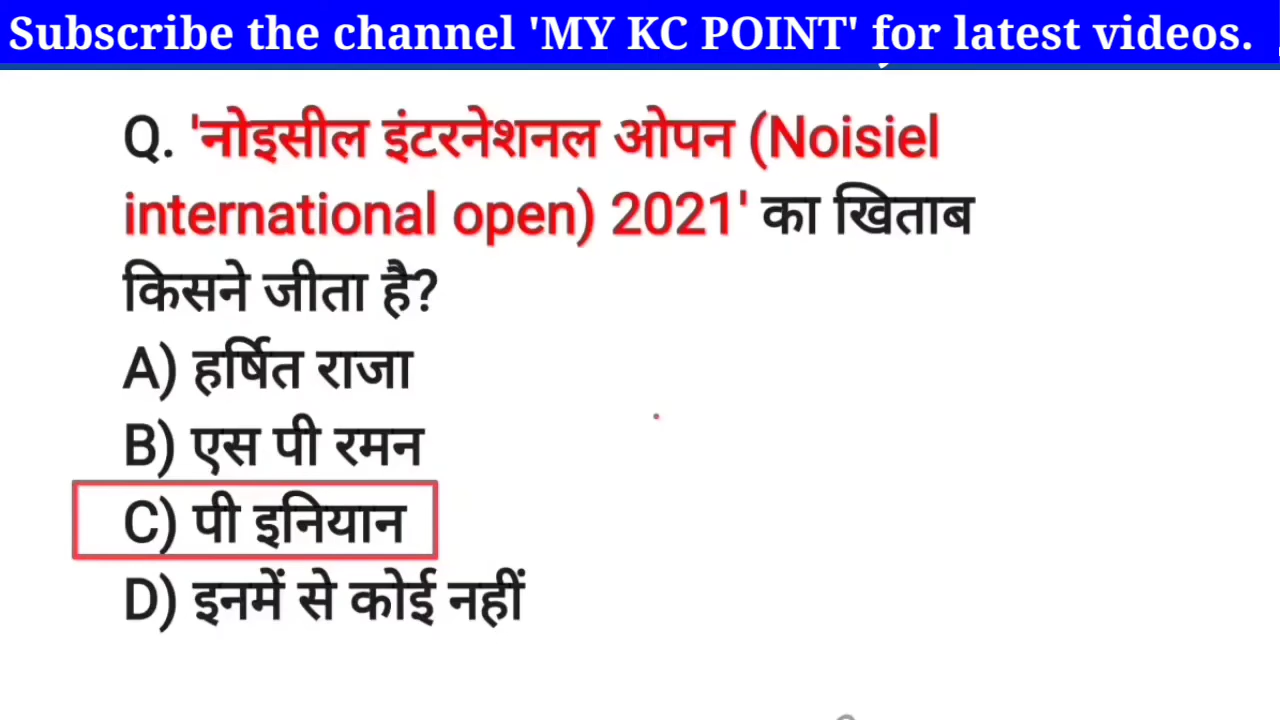 Subscribe the channel 'MY KC POINT' for latest videos.
Q. 'नोइसील इंटरनेशनल ओपन (Noisiel
international open) 2021' का खिताब
किसने जीता है?
A) हर्षित राजा
B) एस पी रमन
C) पी इनियान
D) इनमें से कोई नहीं